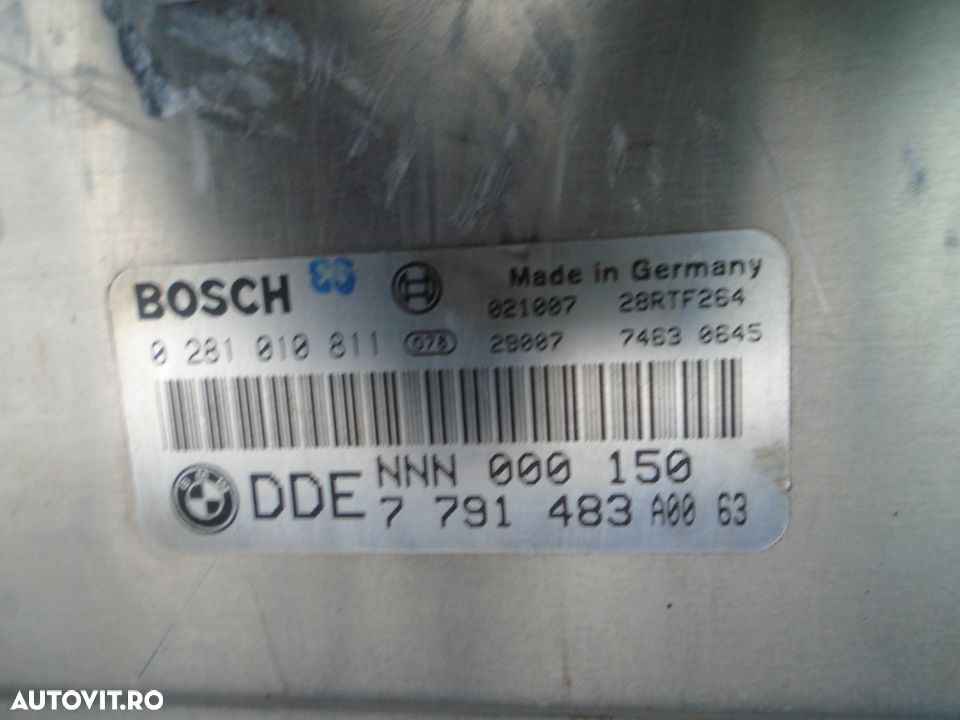 BOSCH Made in Germany
021007 28RTF264
0 281 010 811 078 29007 7463 0645
DDE NNN 000 150
7 791 483 A00 63
AUTOVIT.RO